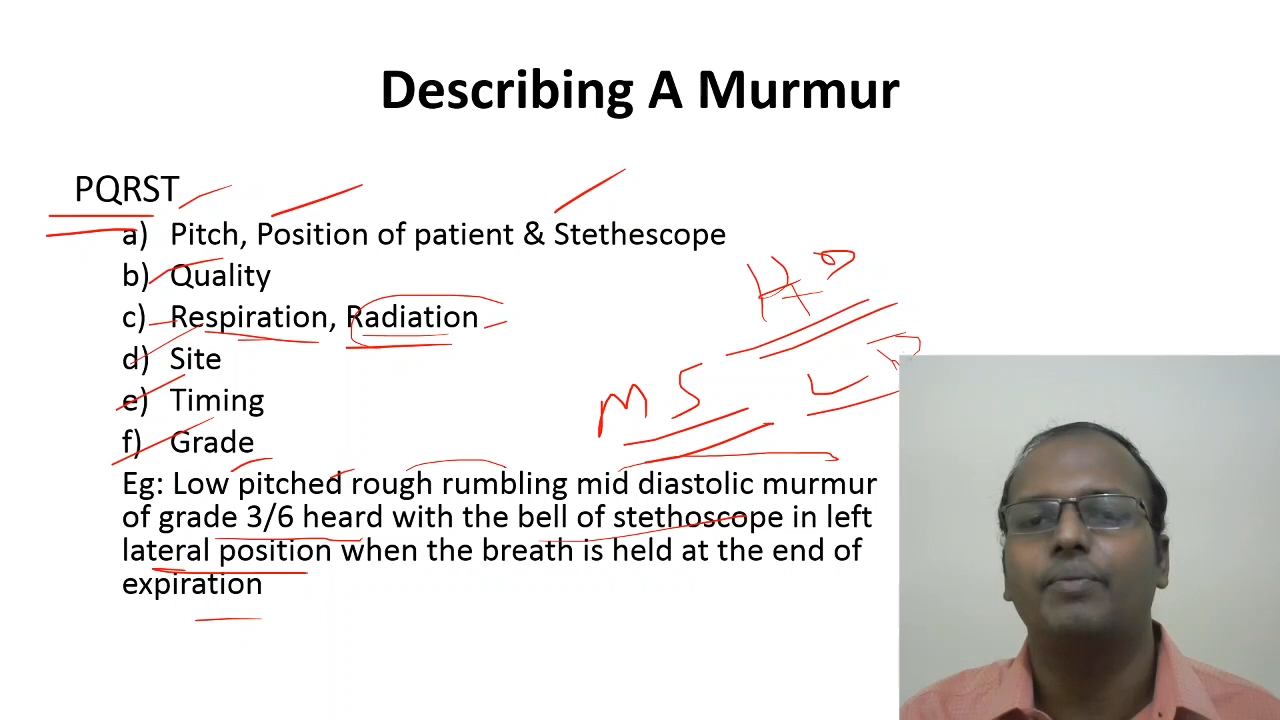 Describing A Murmur
PQRST
a) Pitch, Position of patient & Stethescope
b) Quality
c) Respiration, Radiation
d) Site
e) Timing
f) Grade
MS
Eg: Low pitched rough rumbling mid diastolic murmur
of grade 3/6 heard with the bell of stethoscope in left
lateral position when the breath is held at the end of
expiration